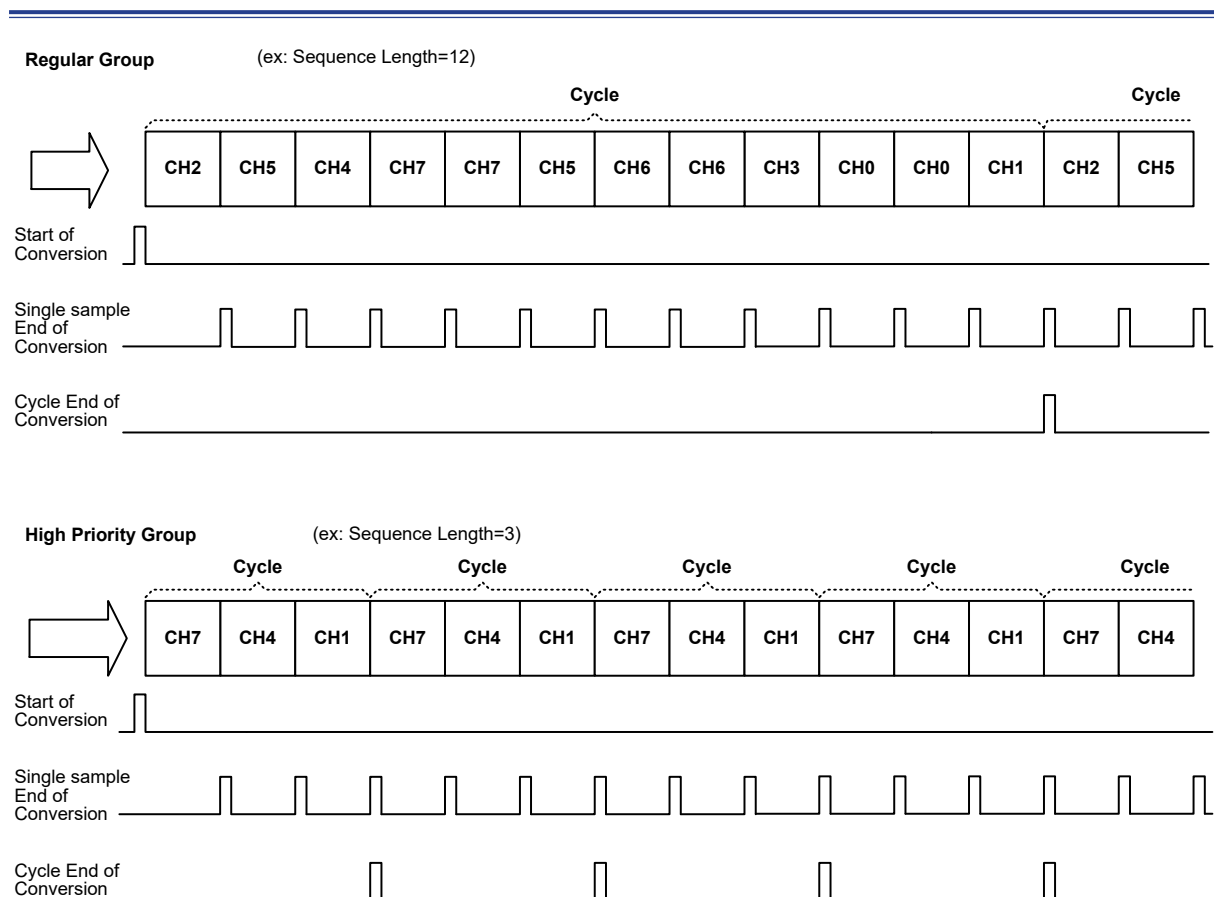 Regular Group (ex: Sequence Length=12)
Cycle Cycle
CH2 CH5 CH4 CH7 CH7 CH5 CH6 CH6 CH3 CH0 CH0 CH1 CH2 CH5
Start of
Conversion
Single sample
End of
Conversion
Cycle End of
Conversion
High Priority Group (ex: Sequence Length=3)
Cycle Cycle Cycle Cycle Cycle
CH7 CH4 CH1 CH7 CH4 CH1 CH7 CH4 CH1 CH7 CH4 CH1 CH7 CH4
Start of
Conversion
Single sample
End of
Conversion
Cycle End of
Conversion